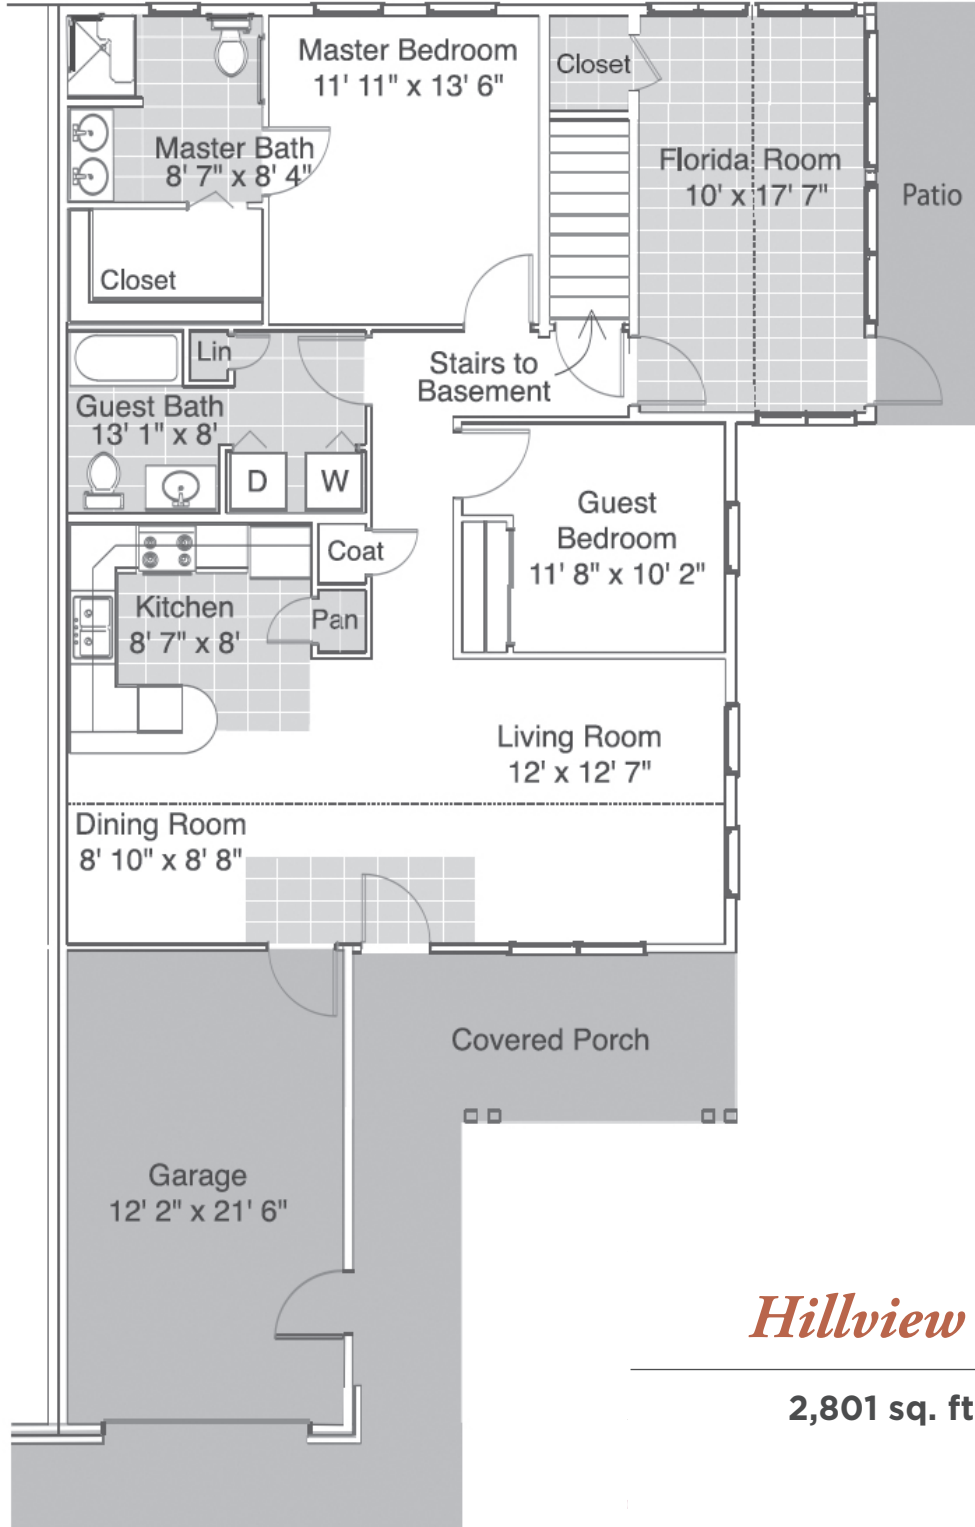 Master Bedroom
11' 11" x 13' 6"
Closet
Master Bath
8' 7" x 8' 4"
Florida Room
10' x 17' 7"
Patio
Closet
Lin
Stairs to
Basement
Guest Bath
13' 1" x 8'
D
W
Guest
Bedroom
11' 8" x 10' 2"
Coat
Kitchen
8' 7" x 8'
Pan
Living Room
12' x 12' 7"
Dining Room
8' 10" x 8' 8"
Covered Porch
Garage
12' 2" x 21' 6"
Hillview
2,801 sq. ft